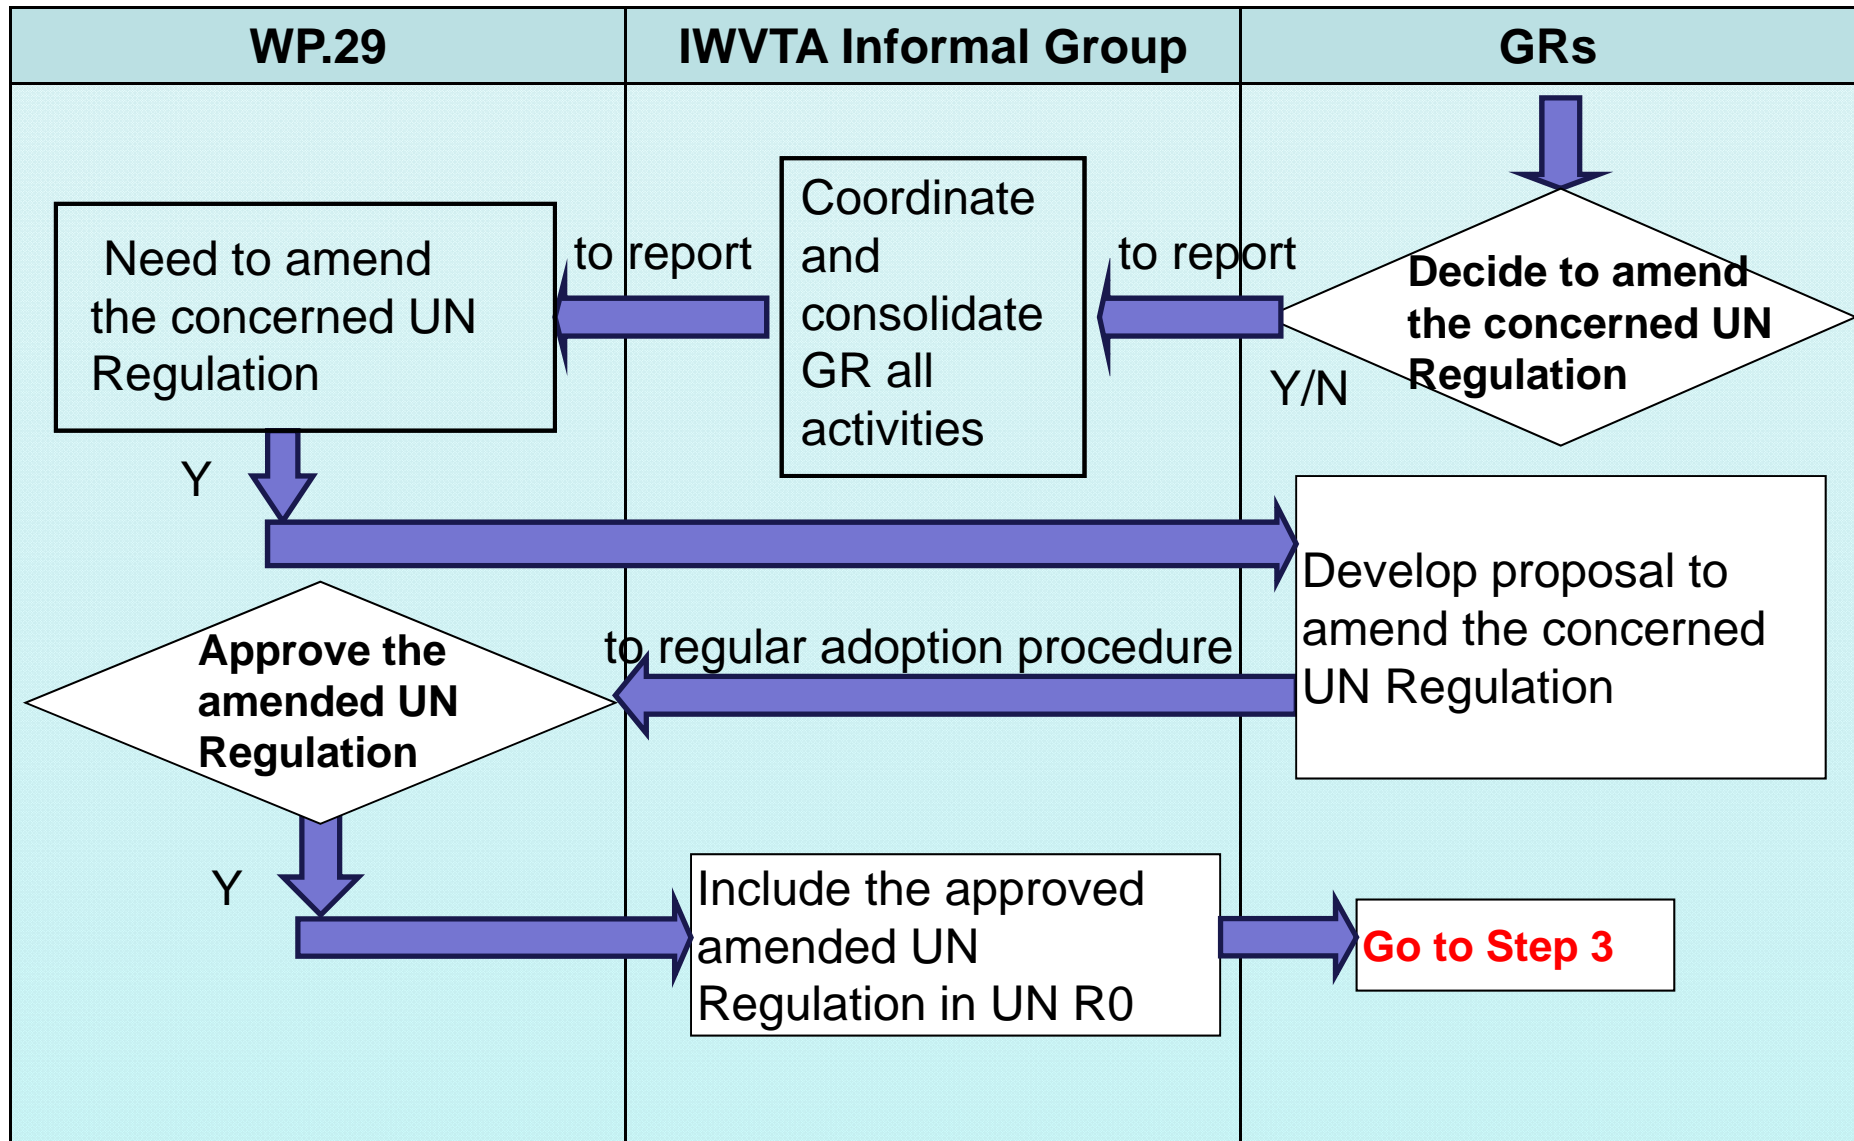 WP.29
IWVTA Informal Group
GRs
Need to amend
the concerned UN
Regulation
to report
Coordinate
and
consolidate
GR all
activities
to report
Decide to amend
the concerned UN
Regulation
Y/N
Y
Develop proposal to
amend the concerned
UN Regulation
to regular adoption procedure
Approve the
amended UN
Regulation
Y
Include the approved
amended UN
Regulation in UN R0
Go to Step 3